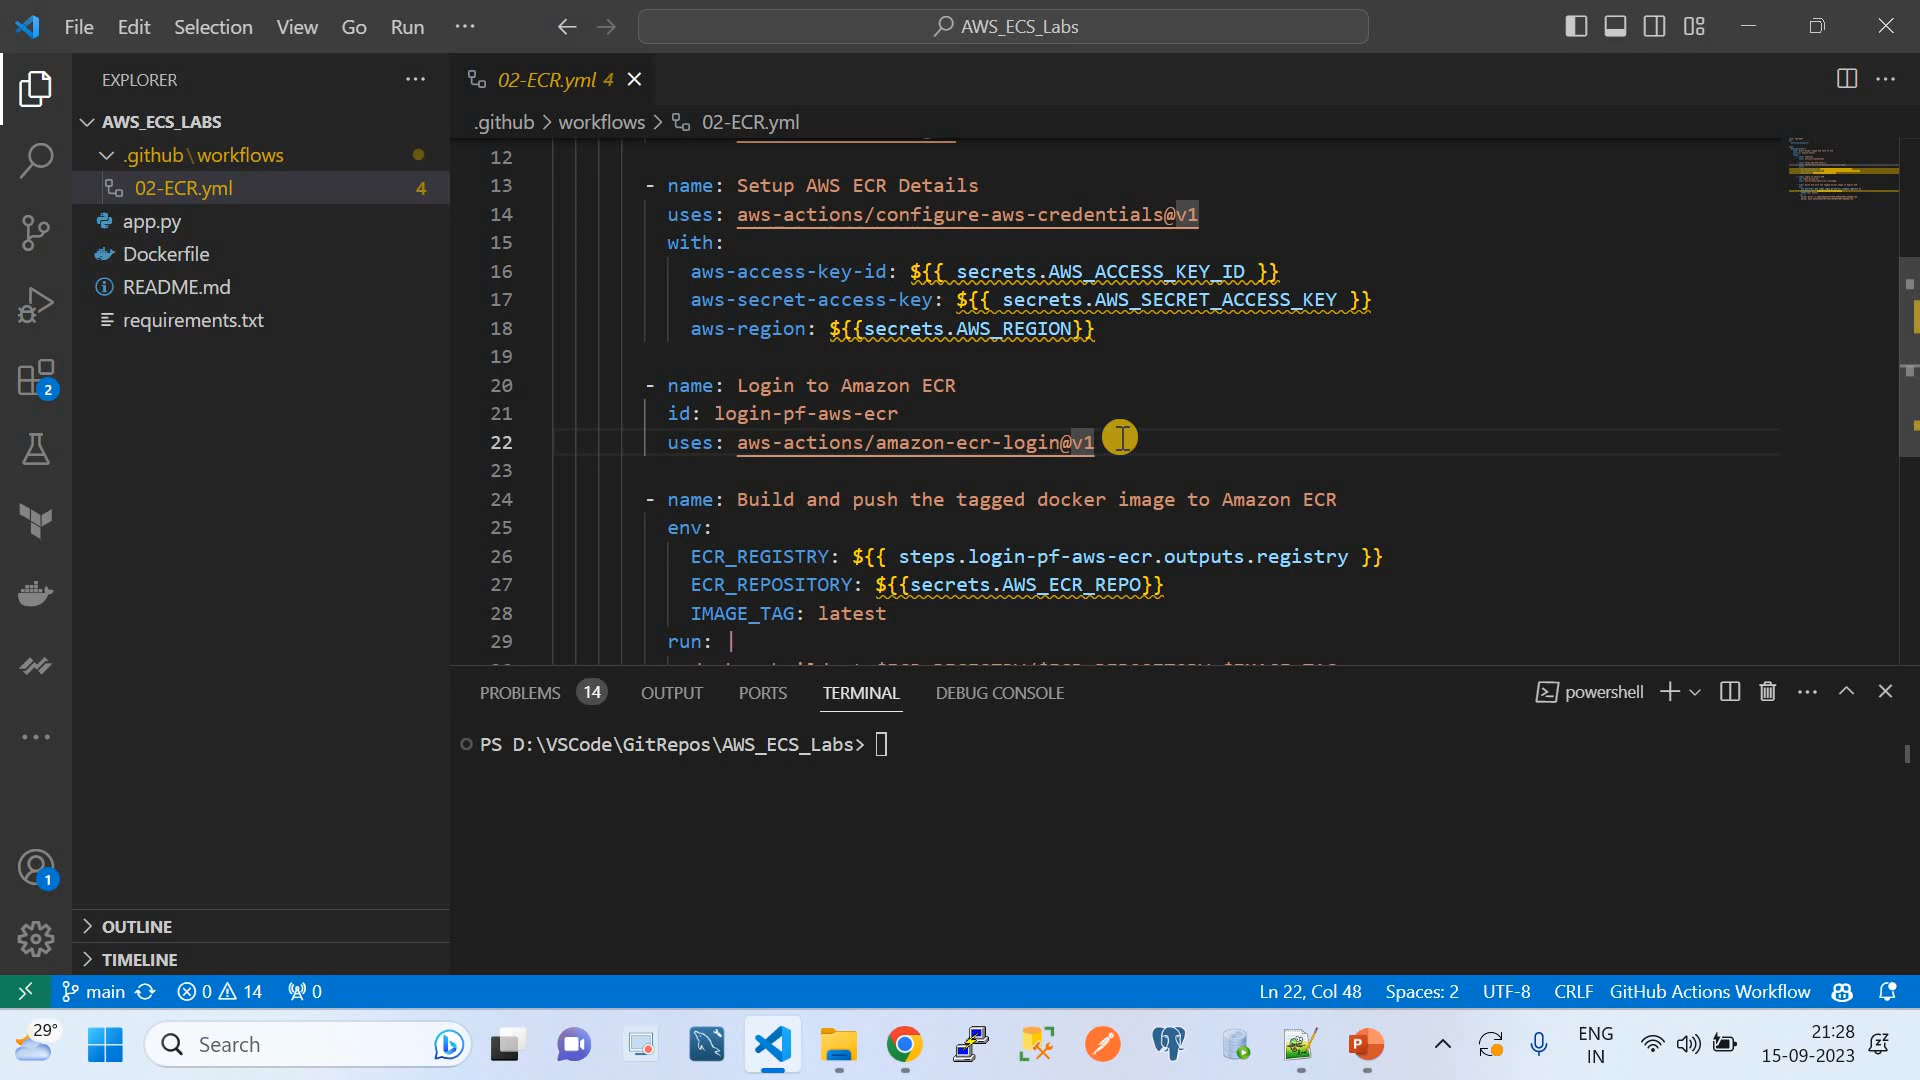 File Edit Selection View Go Run ···
AWS_ECS_Labs
EXPLORER
02-ECR.yml 4
AWS_ECS_LABS
.github\workflows
02-ECR.yml 4
app.py
Dockerfile
README.md
requirements.txt
OUTLINE
TIMELINE
2
1
.github > workflows > 02-ECR.yml
12
13 - name: Setup AWS ECR Details
14 uses: aws-actions/configure-aws-credentials@v1
15 with:
16 aws-access-key-id: ${{ secrets.AWS_ACCESS_KEY_ID }}
17 aws-secret-access-key: ${{ secrets.AWS_SECRET_ACCESS_KEY }}
18 aws-region: ${{secrets.AWS_REGION}}
19
20 - name: Login to Amazon ECR
21 id: login-pf-aws-ecr
22 uses: aws-actions/amazon-ecr-login@v1
23
24 - name: Build and push the tagged docker image to Amazon ECR
25 env:
26 ECR_REGISTRY: ${{ steps.login-pf-aws-ecr.outputs.registry }}
27 ECR_REPOSITORY: ${{secrets.AWS_ECR_REPO}}
28 IMAGE_TAG: latest
29 run: |
PROBLEMS 14 OUTPUT PORTS TERMINAL DEBUG CONSOLE
powershell
PS D:\VSCode\GitRepos\AWS_ECS_Labs>
main 0 14 0
Ln 22, Col 48 Spaces: 2 UTF-8 CRLF GitHub Actions Workflow
29°
Search
ENG
IN
21:28
15-09-2023